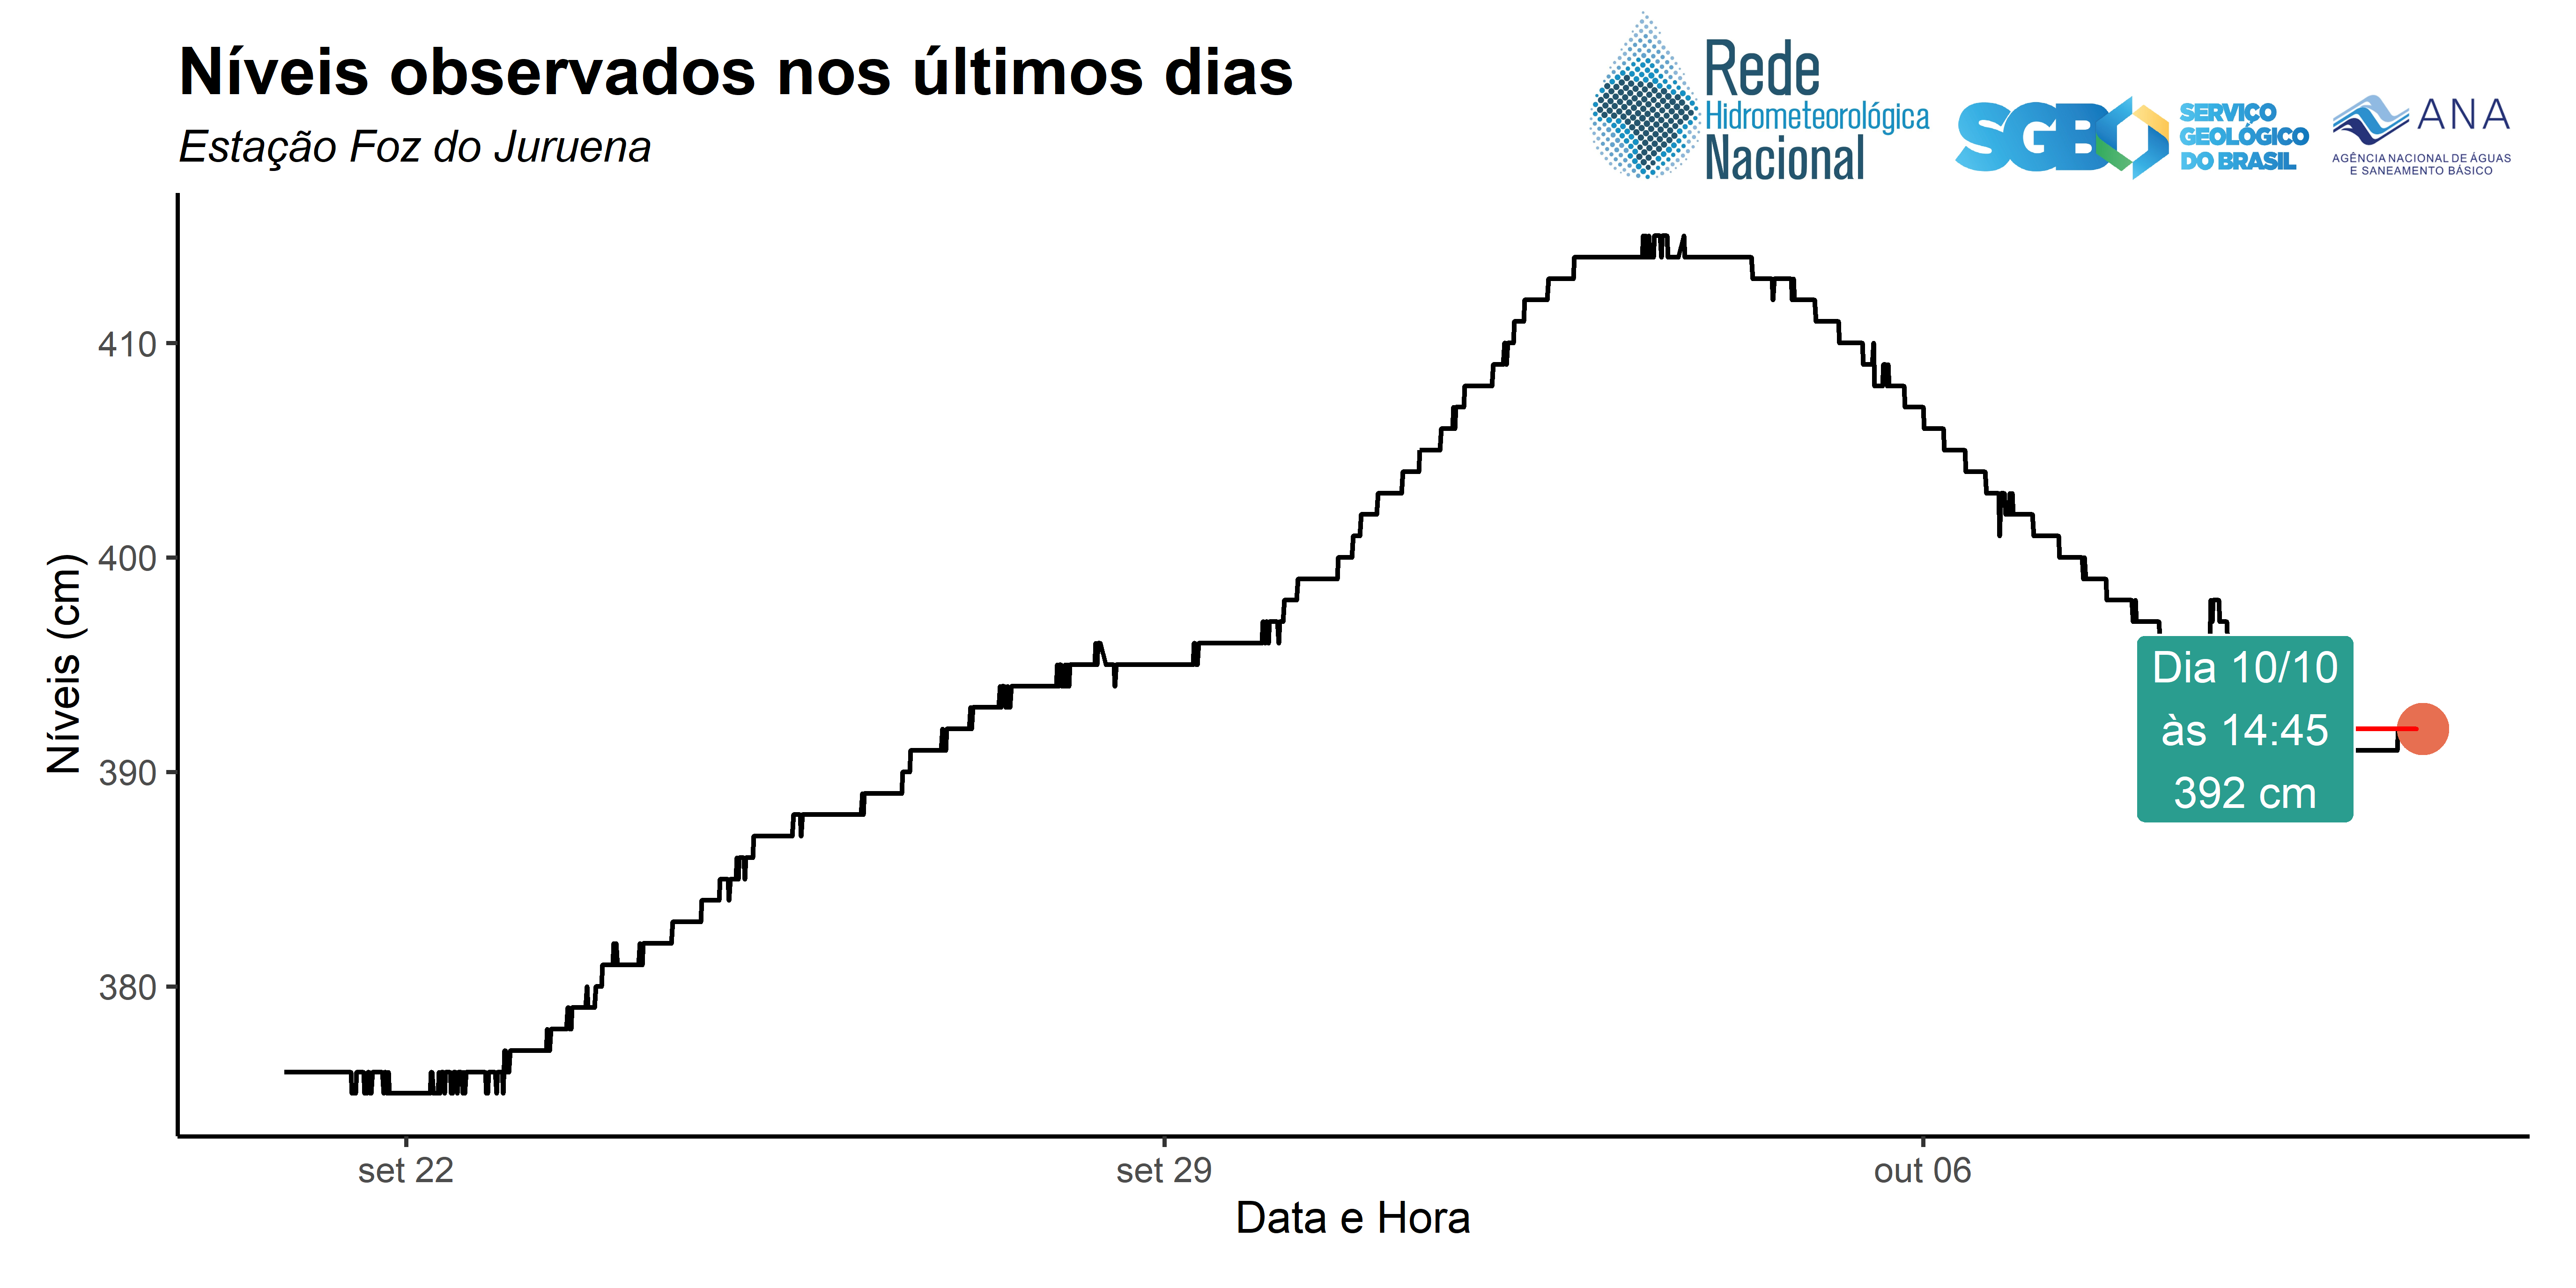 Níveis observados nos últimos dias
Estação Foz do Juruena
Rede
Hidrometeorológica
Nacional
SGB
SERVIÇO
GEOLÓGICO
DO BRASIL
ANA
AGÊNCIA NACIONAL DE ÁGUAS
E SANEAMENTO BÁSICO
Níveis (cm)
410
400
390
380
Dia 10/10
às 14:45
392 cm
set 22
set 29
out 06
Data e Hora